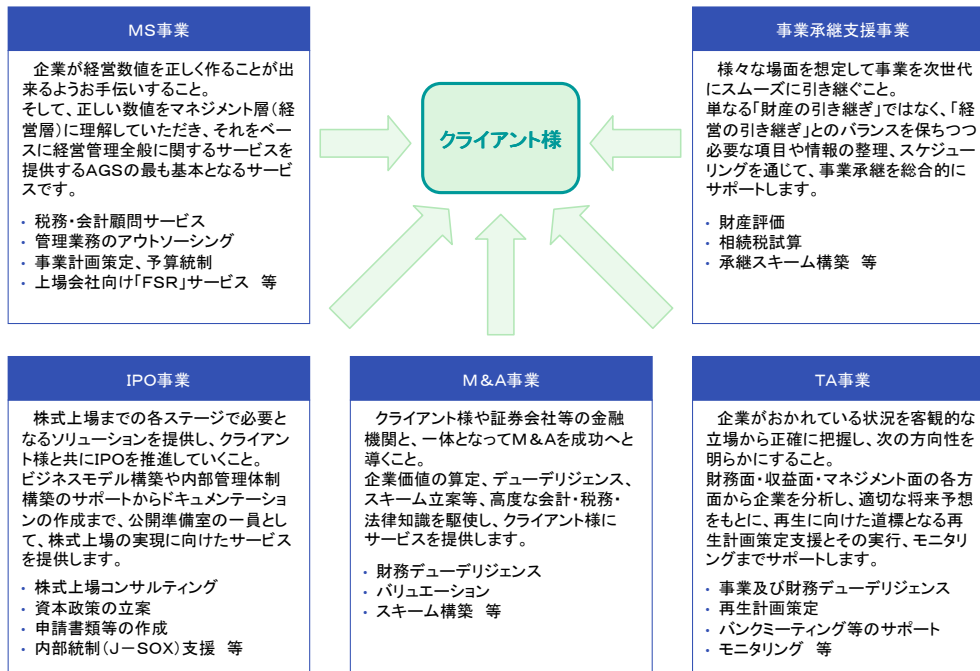 MS事業
企業が経営数値を正しく作ることが出
来るようお手伝いすること。
そして、正しい数値をマネジメント層(経
営層)に理解していただき、それをベー
スに経営管理全般に関するサービスを
提供するAGSの最も基本となるサービ
スです。
・ 税務・会計顧問サービス
・ 管理業務のアウトソーシング
・ 事業計画策定、予算統制
・ 上場会社向け「FSR」サービス 等
クライアント様
事業承継支援事業
様々な場面を想定して事業を次世代
にスムーズに引き継ぐこと。
単なる「財産の引き継ぎ」ではなく、「経
営の引き継ぎ」とのバランスを保ちつつ
必要な項目や情報の整理、スケジュー
リングを通じて、事業承継を総合的に
サポートします。
・ 財産評価
・ 相続税試算
・ 承継スキーム構築 等
IPO事業
株式上場までの各ステージで必要と
なるソリューションを提供し、クライアン
ト様と共にIPOを推進していくこと。
ビジネスモデル構築や内部管理体制
構築のサポートからドキュメンテーショ
ンの作成まで、公開準備室の一員とし
て、株式上場の実現に向けたサービス
を提供します。
・ 株式上場コンサルティング
・ 資本政策の立案
・ 申請書類等の作成
・ 内部統制(J-SOX)支援 等
M&A事業
クライアント様や証券会社等の金融
機関と、一体となってM&Aを成功へと
導くこと。
企業価値の算定、デューデリジェンス、
スキーム立案等、高度な会計・税務・
法律知識を駆使し、クライアント様に
サービスを提供します。
・ 財務デューデリジェンス
・ バリュエーション
・ スキーム構築 等
TA事業
企業がおかれている状況を客観的な
立場から正確に把握し、次の方向性を
明らかにすること。
財務面・収益面・マネジメント面の各方
面から企業を分析し、適切な将来予想
をもとに、再生に向けた道標となる再
生計画策定支援とその実行、モニタリ
ングまでサポートします。
・ 事業及び財務デューデリジェンス
・ 再生計画策定
・ バンクミーティング等のサポート
・ モニタリング 等